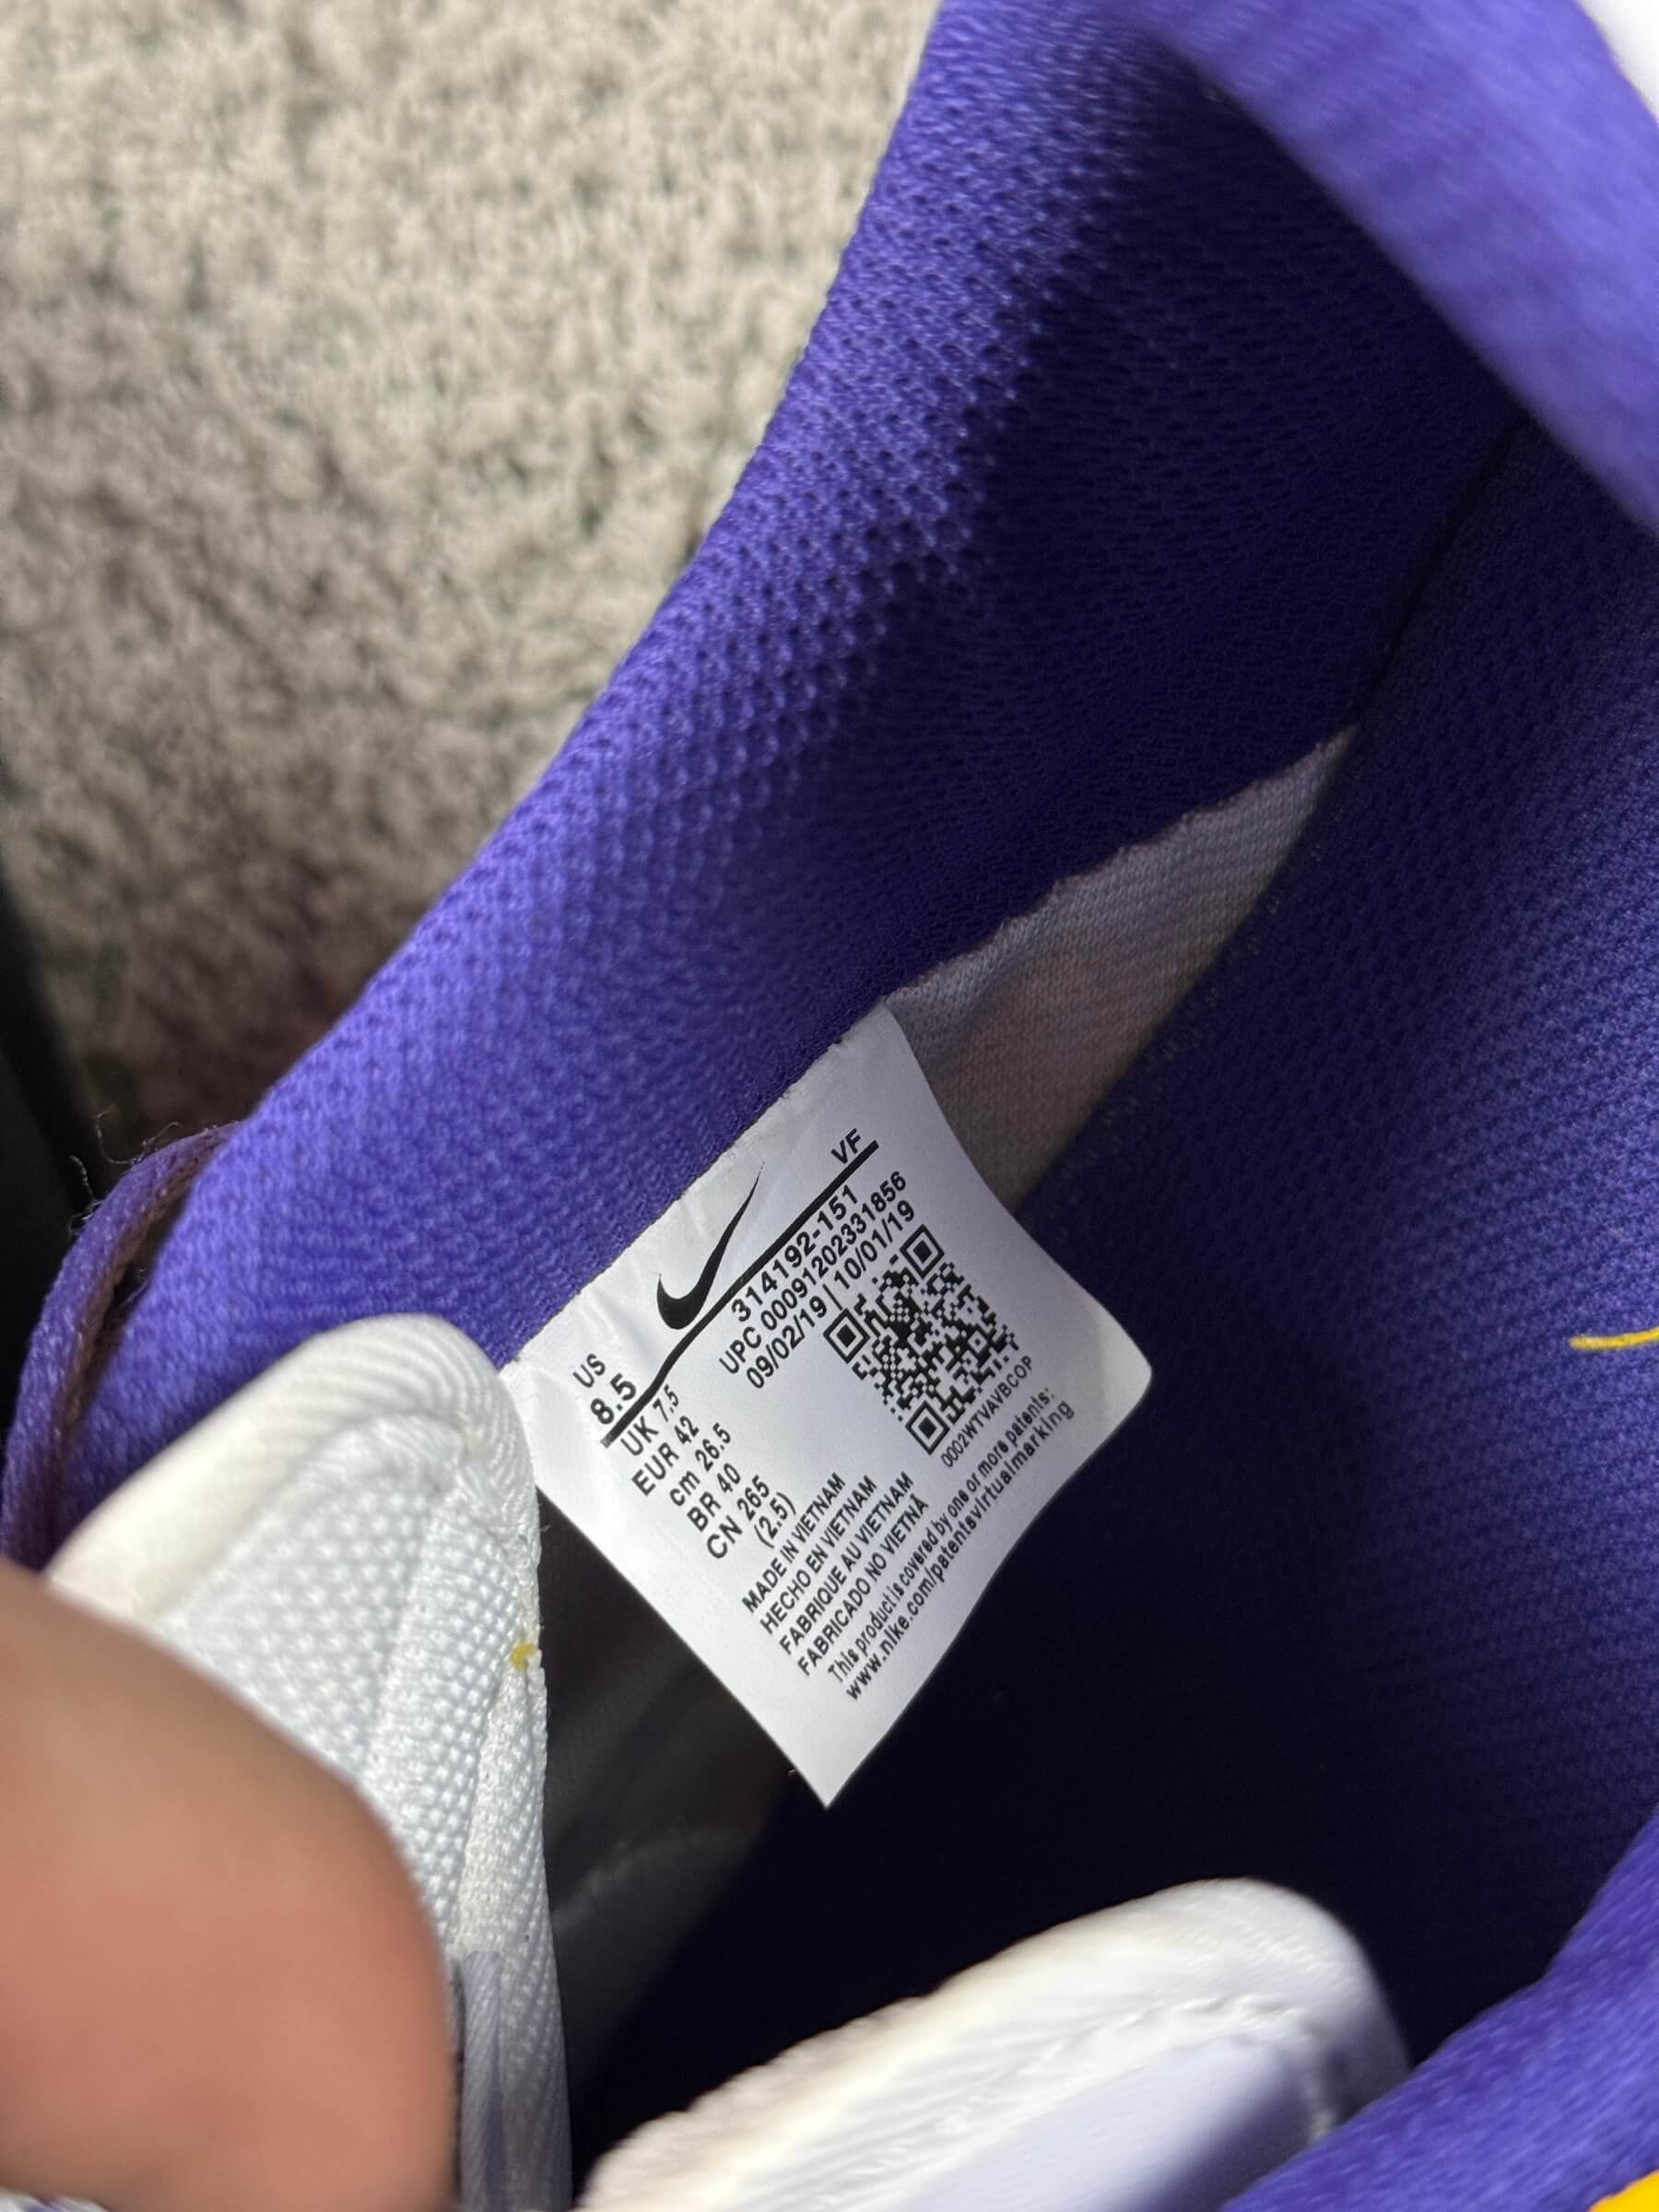 VF
US
8.5
314192-151
UPC 00091202331856
09/02/19 | 10/01/19
UK 7.5
EUR 42
cm 26.5
BR 40
CN 265
(2.5)
0002WTVAVBCOP
MADE IN VIETNAM
HECHO EN VIETNAM
FABRIQUE AU VIETNAM
FABRICADO NO VIETNÃ
This product is covered by one or more patents:
www.nike.com/patentsvirtualmarking